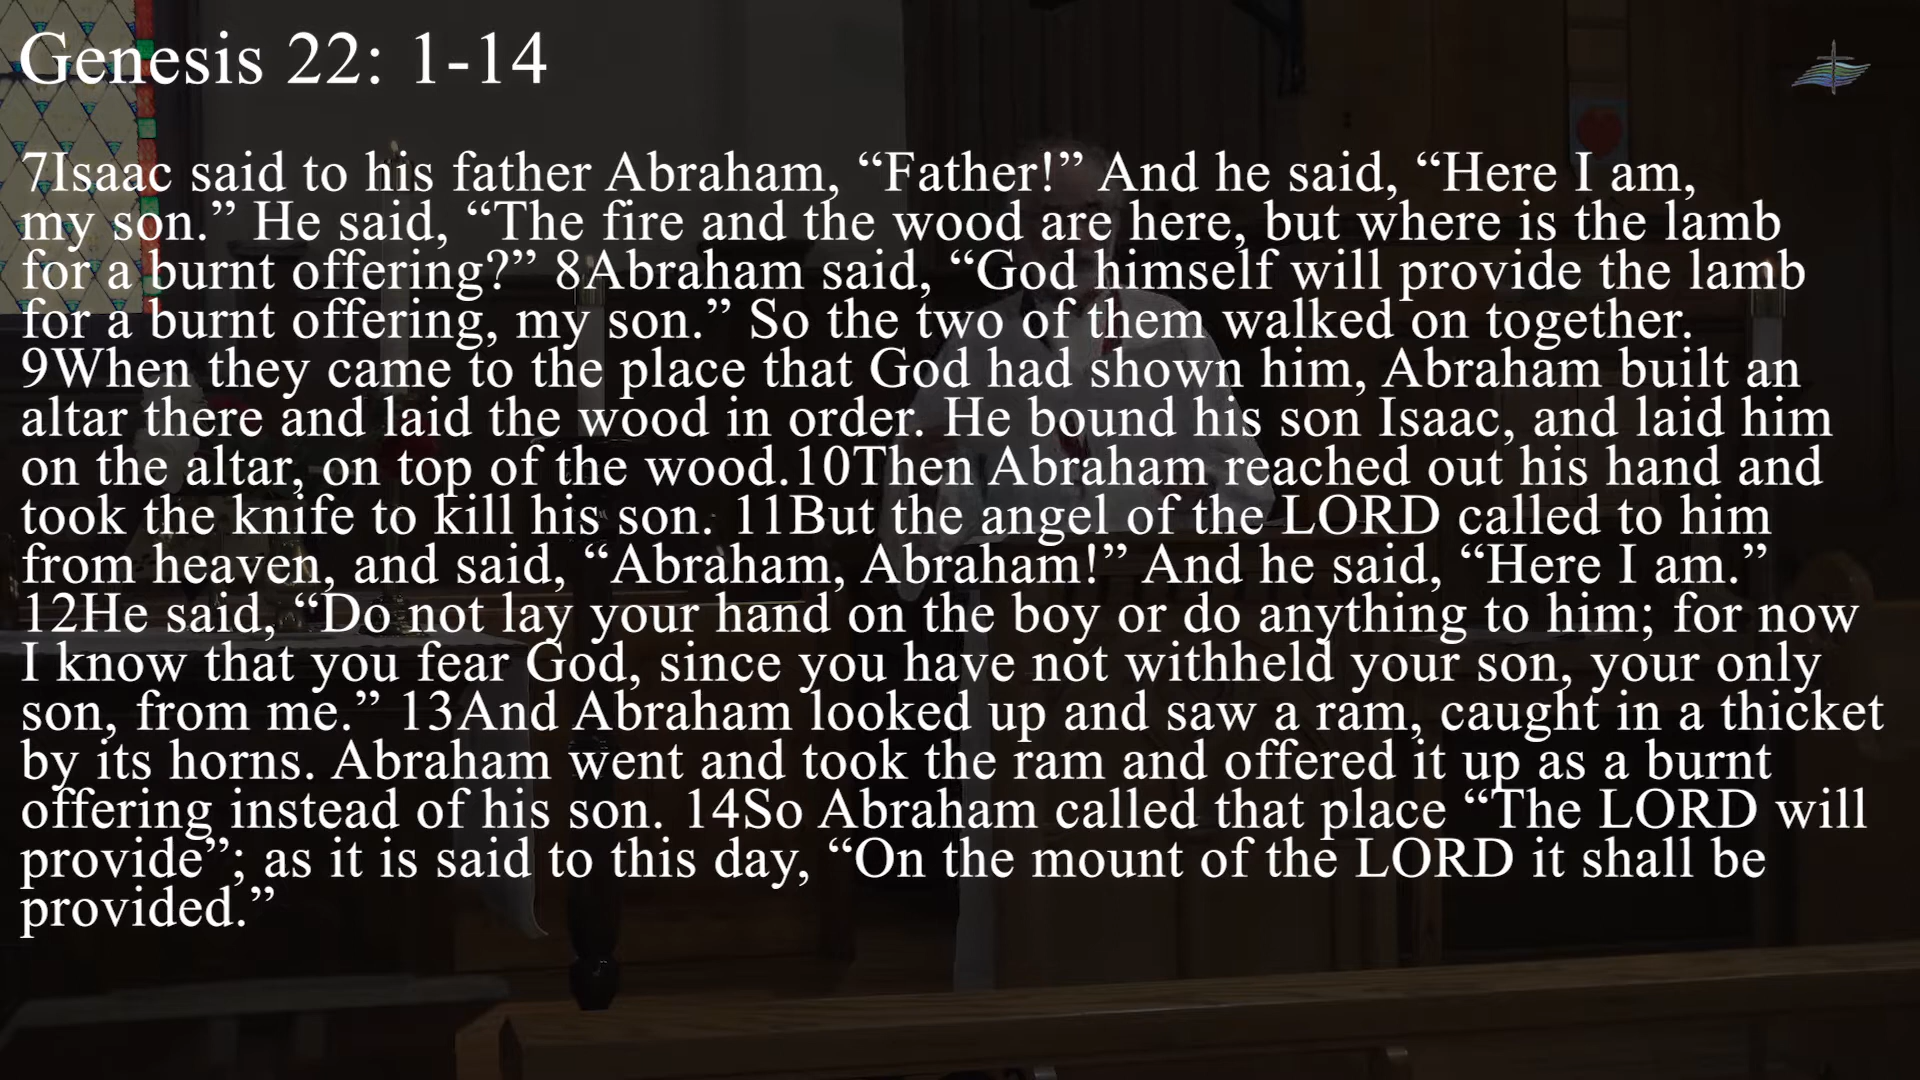 Genesis 22: 1-14
7Isaac said to his father Abraham, “Father!” And he said, “Here I am,
my son.” He said, “The fire and the wood are here, but where is the lamb
for a burnt offering?” 8Abraham said, “God himself will provide the lamb
for a burnt offering, my son.” So the two of them walked on together.
9When they came to the place that God had shown him, Abraham built an
altar there and laid the wood in order. He bound his son Isaac, and laid him
on the altar, on top of the wood.10Then Abraham reached out his hand and
took the knife to kill his son. 11But the angel of the LORD called to him
from heaven, and said, “Abraham, Abraham!” And he said, “Here I am.”
12He said, “Do not lay your hand on the boy or do anything to him; for now
I know that you fear God, since you have not withheld your son, your only
son, from me.” 13And Abraham looked up and saw a ram, caught in a thicket
by its horns. Abraham went and took the ram and offered it up as a burnt
offering instead of his son. 14So Abraham called that place “The LORD will
provide”; as it is said to this day, “On the mount of the LORD it shall be
provided.”